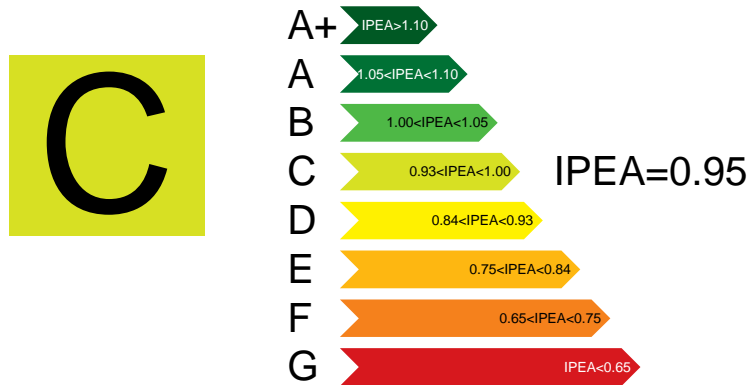 C
A+ IPEA>1.10
A 1.05<IPEA<1.10
B 1.00<IPEA<1.05
C 0.93<IPEA<1.00 IPEA=0.95
D 0.84<IPEA<0.93
E 0.75<IPEA<0.84
F 0.65<IPEA<0.75
G IPEA<0.65